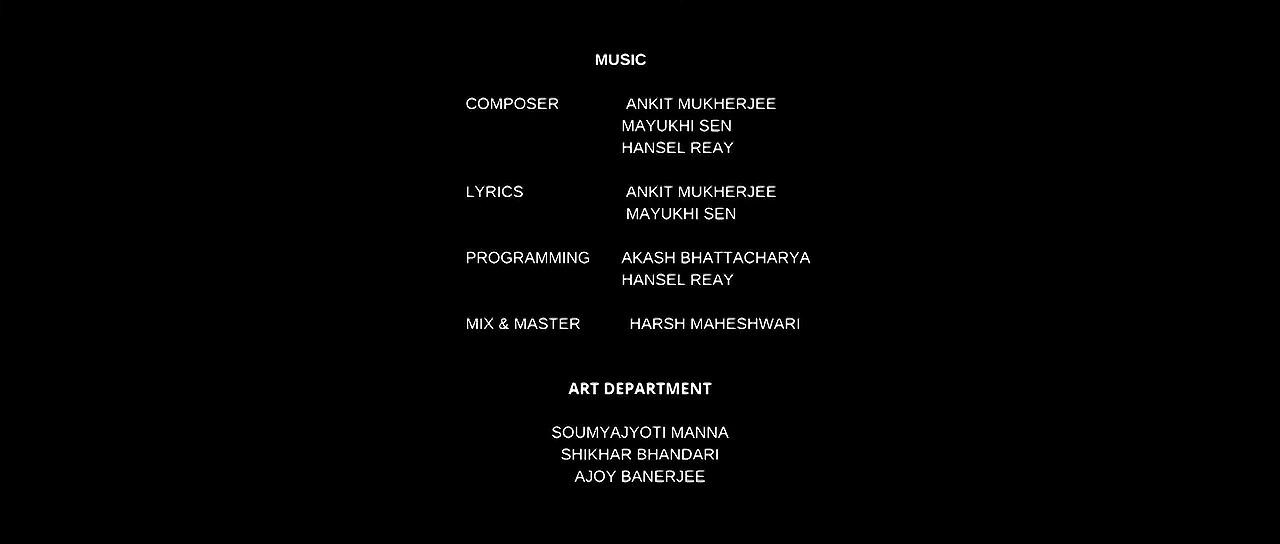 MUSIC
COMPOSER ANKIT MUKHERJEE
MAYUKHI SEN
HANSEL REAY
LYRICS ANKIT MUKHERJEE
MAYUKHI SEN
PROGRAMMING AKASH BHATTACHARYA
HANSEL REAY
MIX & MASTER HARSH MAHESHWARI
ART DEPARTMENT
SOUMYAJYOTI MANNA
SHIKHAR BHANDARI
AJOY BANERJEE